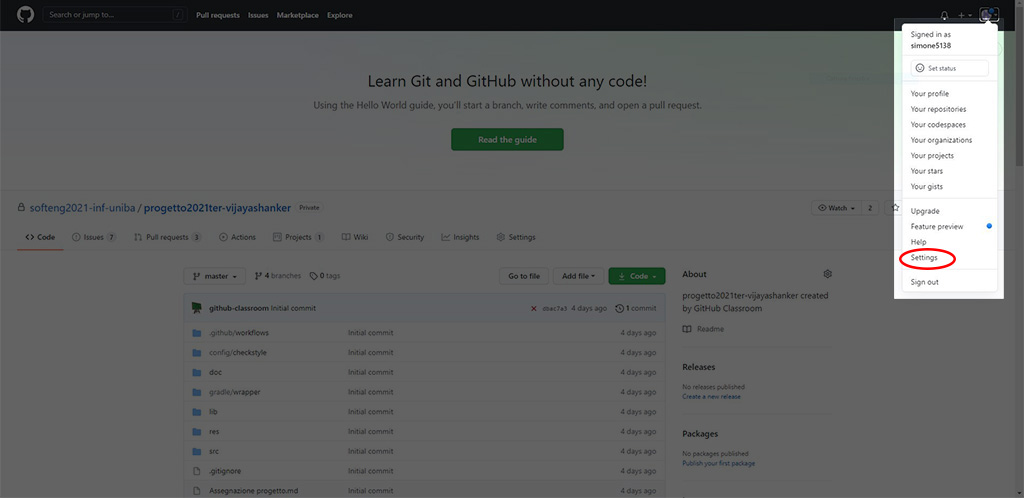 Search or jump to... /
Pull requests Issues Marketplace Explore
Signed in as
simone5138
Set status
Your profile
Your repositories
Your codespaces
Your organizations
Your projects
Your stars
Your gists
Upgrade
Feature preview
Help
Settings
Sign out
Learn Git and GitHub without any code!
Using the Hello World guide, you'll start a branch, write comments, and open a pull request.
Read the guide
softeng2021-inf-uniba / progetto2021ter-vijayashanker Private
Watch 2
Code Issues 7 Pull requests 3 Actions Projects 1 Wiki Security Insights Settings
master 4 branches 0 tags Go to file Add file Code
github-classroom Initial commit 4 days ago 1 commit
.github/workflows Initial commit 4 days ago
config/checkstyle Initial commit 4 days ago
doc Initial commit 4 days ago
gradle/wrapper Initial commit 4 days ago
lib Initial commit 4 days ago
res Initial commit 4 days ago
src Initial commit 4 days ago
.gitignore Initial commit 4 days ago
Assegnazione progetto.md Initial commit 4 days ago
About
progetto2021ter-vijayashanker created
by GitHub Classroom
Readme
Releases
No releases published
Create a new release
Packages
No packages published
Publish your first package